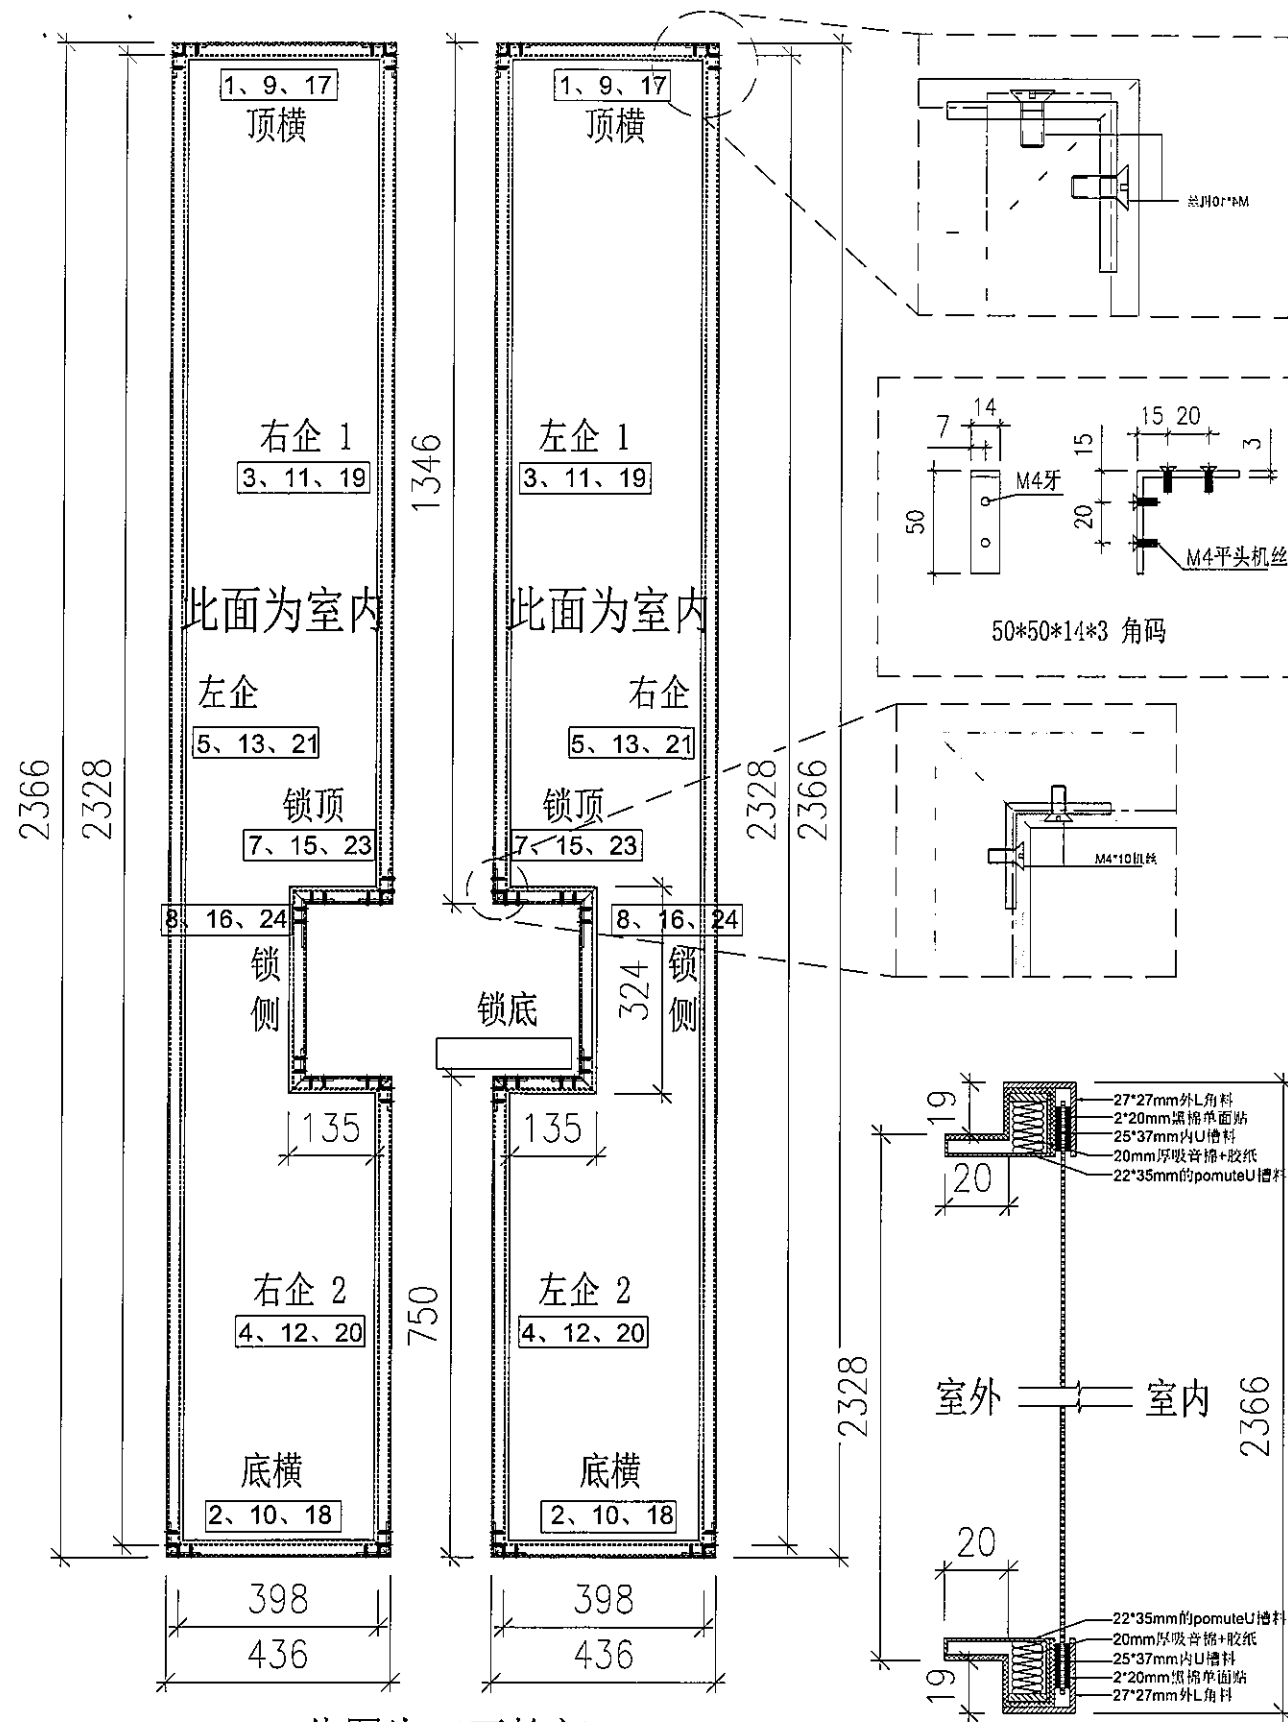 1、9、17
顶横
1、9、17
顶横
右企 1
3、11、19
左企 1
3、11、19
1346
此面为室内
此面为室内
左企
5、13、21
右企
5、13、21
2366
2328
2328
2366
锁顶
7、15、23
锁顶
7、15、23
8、16、24
8、16、24
锁侧
锁底
324
锁侧
135
135
右企 2
4、12、20
左企 2
4、12、20
750
底横
2、10、18
底横
2、10、18
398
436
398
436
14
7
50
M4牙
15 20
15
20
3
M4平头机丝
50*50*14*3 角码
M4*10机丝
19
20
27*27mm外L角料
2*20mm黑棉单面贴
25*37mm内U槽料
20mm厚吸音棉+胶纸
22*35mm的pomuteU槽料
2328
室外
室内
2366
20
19
22*35mm的pomuteU槽料
20mm厚吸音棉+胶纸
25*37mm内U槽料
2*20mm黑棉单面贴
27*27mm外L角料